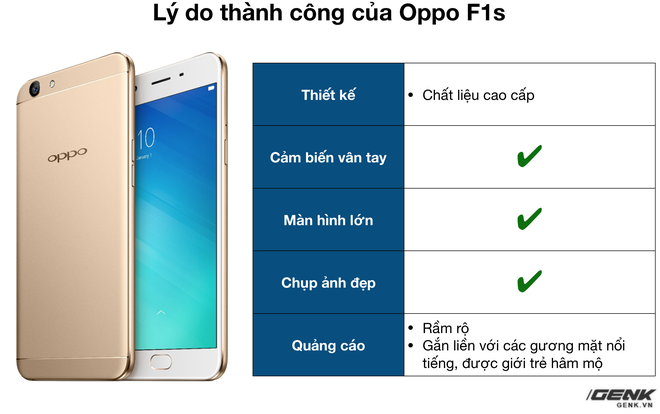 Lý do thành công của Oppo F1s
oppo
10
Thiết kế
• Chất liệu cao cấp
Cảm biến vân tay
✔
Màn hình lớn
✔
Chụp ảnh đẹp
✔
Quảng cáo
• Rầm rộ
• Gắn liền với các gương mặt nổi
tiếng, được giới trẻ hâm mộ
GENK
GENK.VN